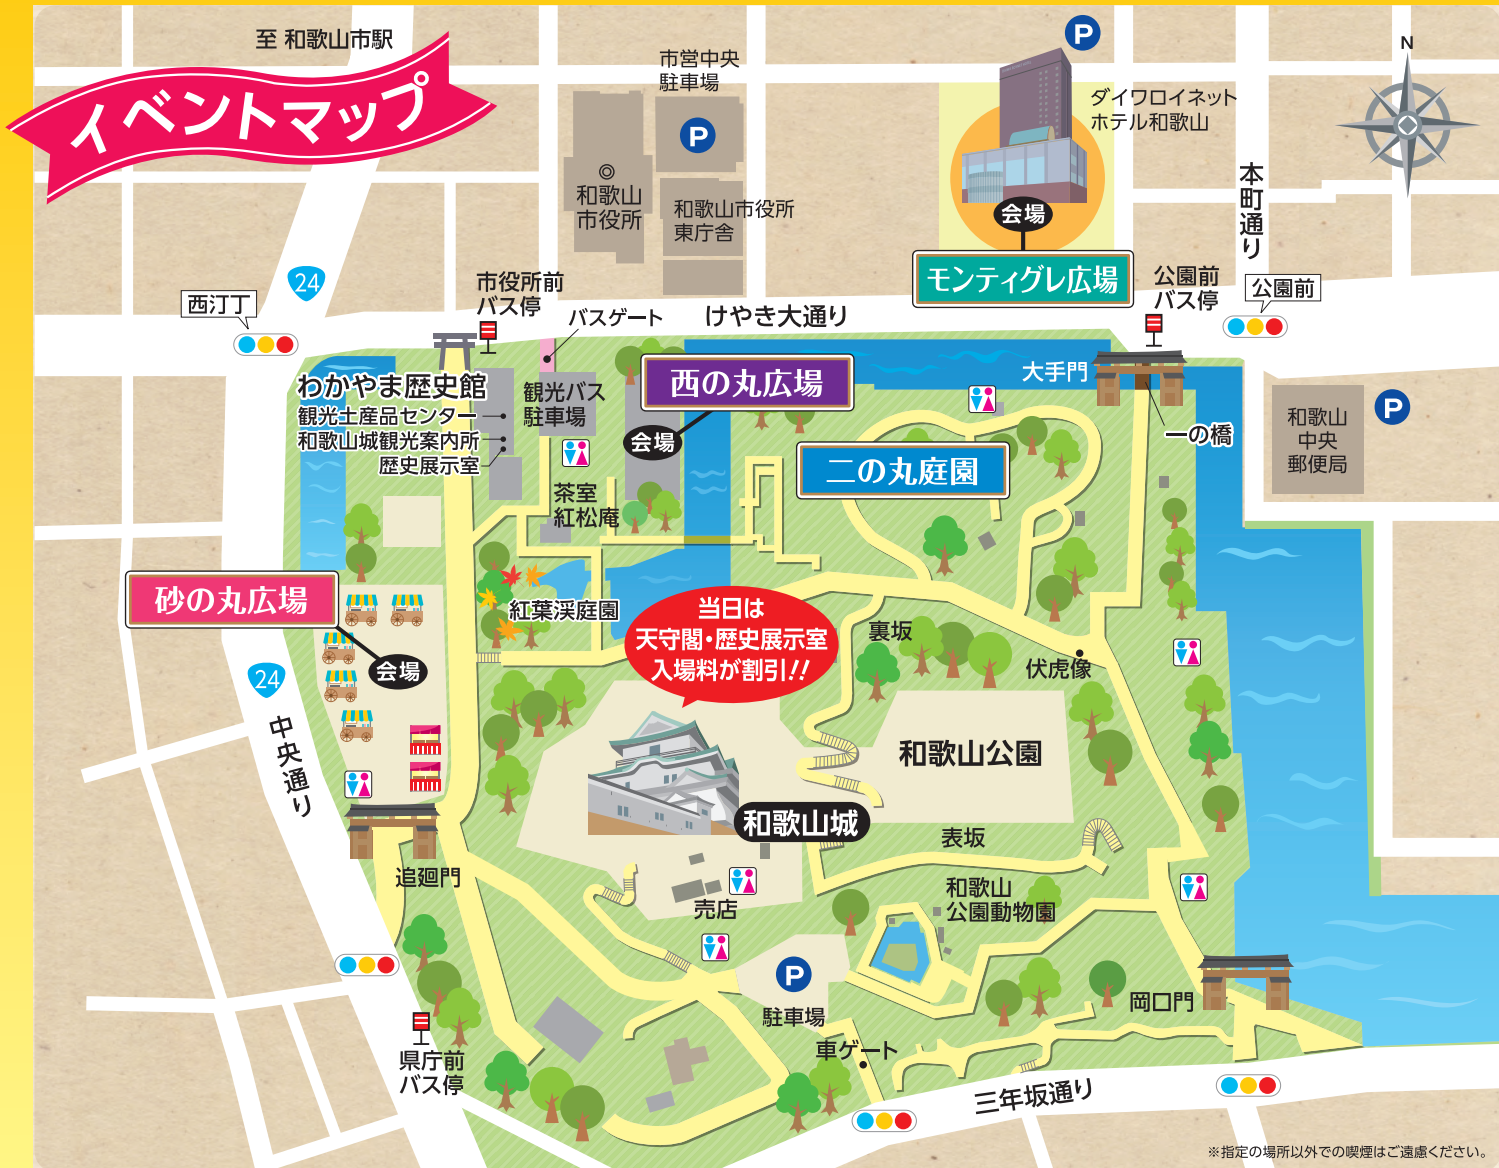 至 和歌山市駅
イベントマップ
市営中央
駐車場
P
P
ダイワロイネット
ホテル和歌山
N
◎
和歌山
市役所
和歌山市役所
東庁舎
会場
モンティグレ広場
本町通り
公園前
バス停
公園前
24
西汀丁
市役所前
バス停
バスゲート
けやき大通り
わかやま歴史館
観光土産品センター
和歌山城観光案内所
歴史展示室
観光バス
駐車場
西の丸広場
会場
大手門
一の橋
和歌山
中央
郵便局
P
二の丸庭園
茶室
紅松庵
砂の丸広場
会場
紅葉渓庭園
当日は
天守閣・歴史展示室
入場料が割引!!
裏坂
伏虎像
24
中央通り
和歌山公園
和歌山城
表坂
追廻門
売店
和歌山
公園動物園
P
駐車場
岡口門
車ゲート
県庁前
バス停
三年坂通り
※指定の場所以外での喫煙はご遠慮ください。